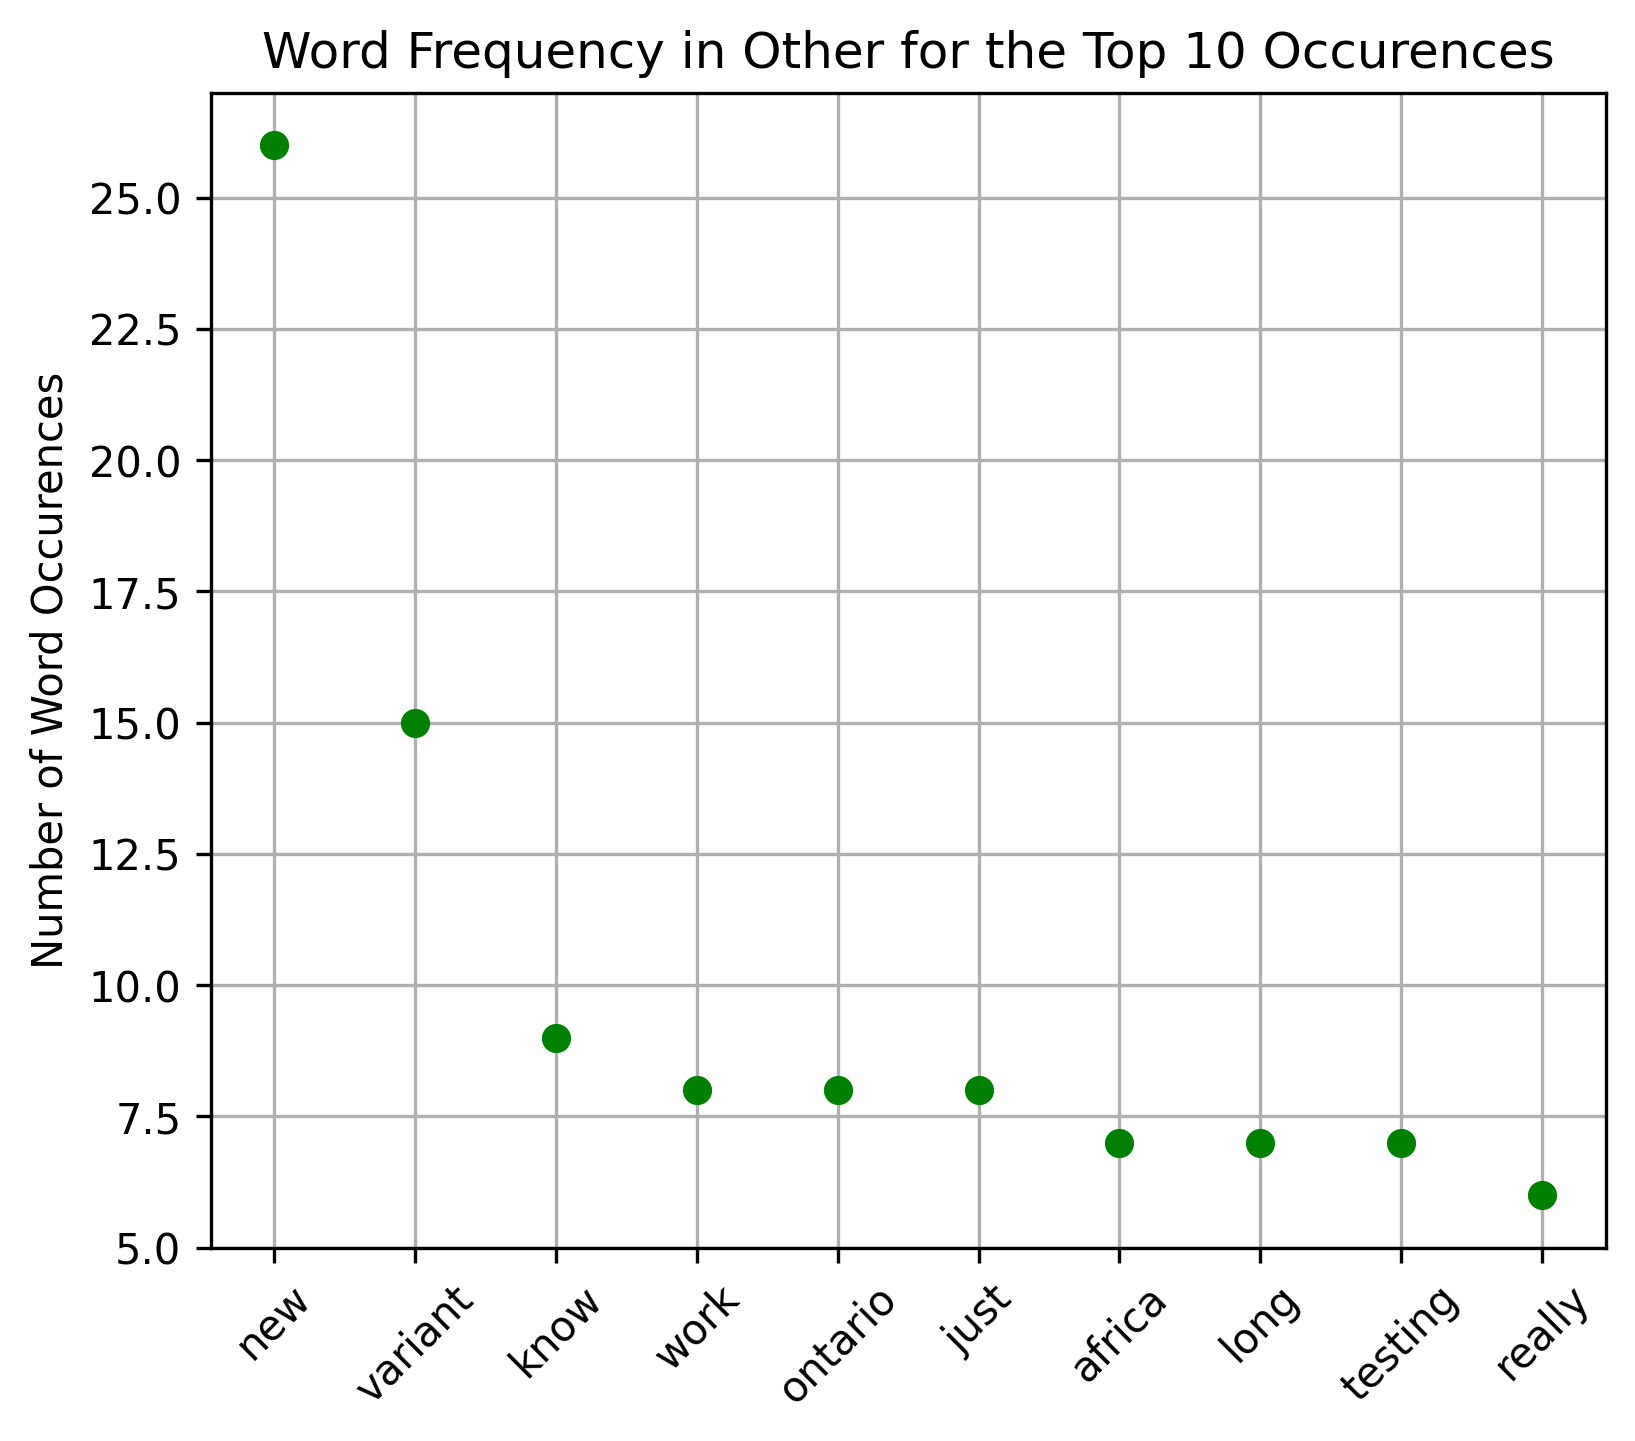 Word Frequency in Other for the Top 10 Occurences
Number of Word Occurences
25.0
22.5
20.0
17.5
15.0
12.5
10.0
7.5
5.0
new
variant
know
work
ontario
just
africa
long
testing
really